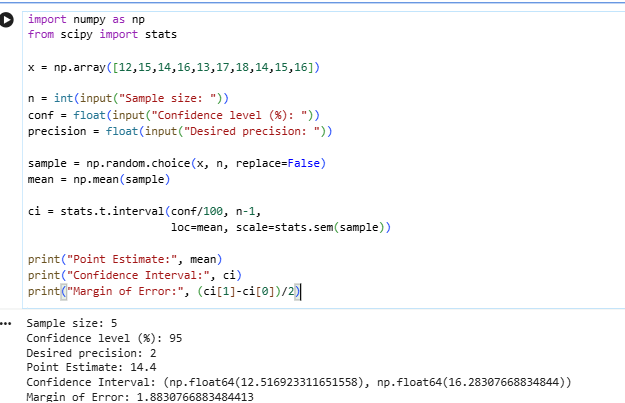 import numpy as np
from scipy import stats
x = np.array([12,15,14,16,13,17,18,14,15,16])
n = int(input("Sample size: "))
conf = float(input("Confidence level (%): "))
precision = float(input("Desired precision: "))
sample = np.random.choice(x, n, replace=False)
mean = np.mean(sample)
ci = stats.t.interval(conf/100, n-1,
loc=mean, scale=stats.sem(sample))
print("Point Estimate:", mean)
print("Confidence Interval:", ci)
print("Margin of Error:", (ci[1]-ci[0])/2)
Sample size: 5
Confidence level (%): 95
Desired precision: 2
Point Estimate: 14.4
Confidence Interval: (np.float64(12.516923311651558), np.float64(16.28307668834844))
Margin of Error: 1.8830766883484413